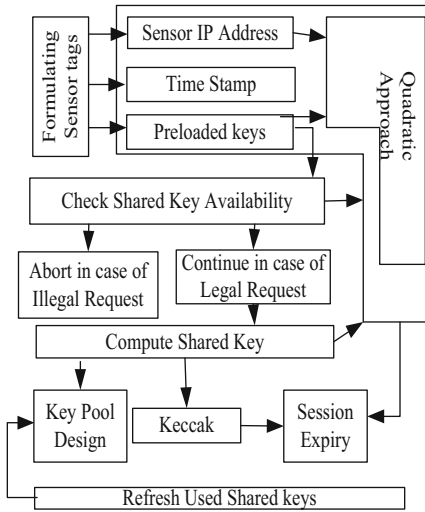 Formulating
Sensor tags
Sensor IP Address
Time Stamp
Preloaded keys
Quadratic
Approach
Check Shared Key Availability
Abort in case of
Illegal Request
Continue in case of
Legal Request
Compute Shared Key
Key Pool
Design
Keccak
Session
Expiry
Refresh Used Shared keys